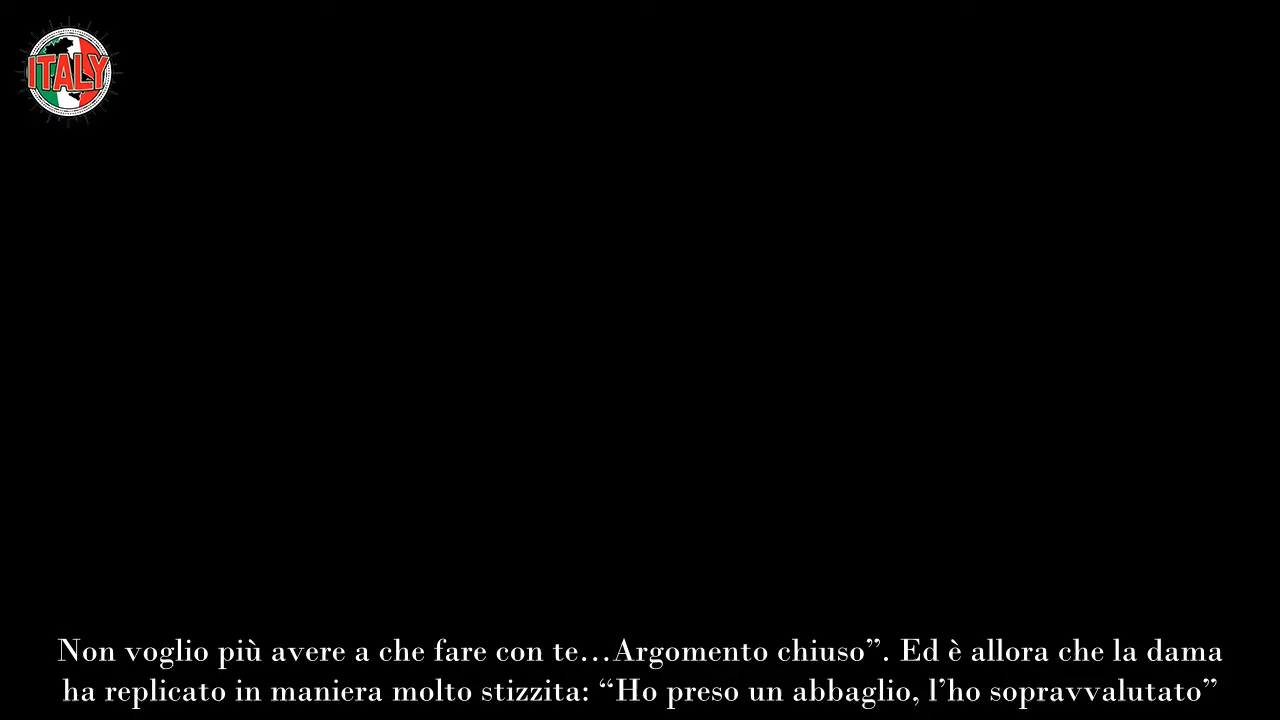 ITALY
Non voglio più avere a che fare con te…Argomento chiuso”. Ed è allora che la dama
ha replicato in maniera molto stizzita: “Ho preso un abbaglio, l’ho sopravvalutato”